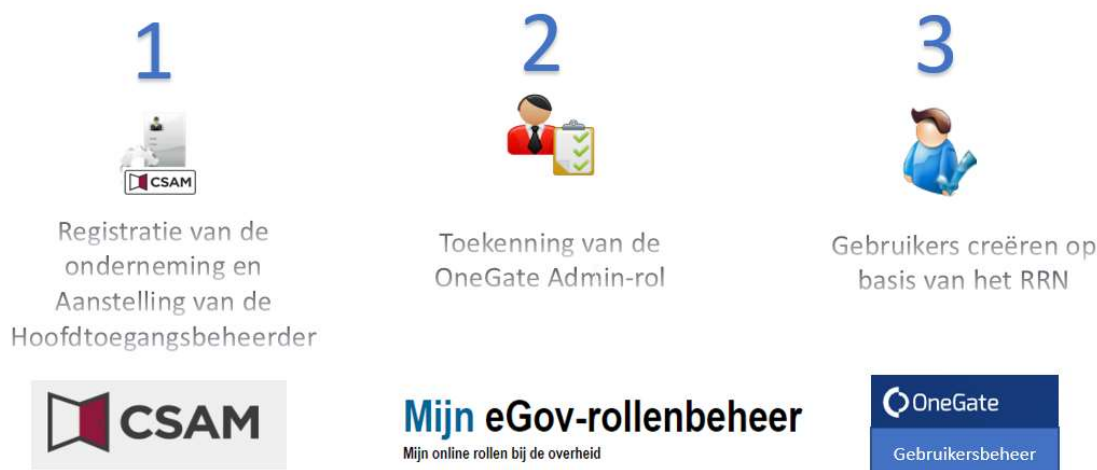 1
2
3
CSAM
Registratie van de
onderneming en
Aanstelling van de
Hoofdtoegangsbeheerder
Toekenning van de
OneGate Admin-rol
Gebruikers creëren op
basis van het RRN
CSAM
Mijn eGov-rollenbeheer
Mijn online rollen bij de overheid
OneGate
Gebruikersbeheer